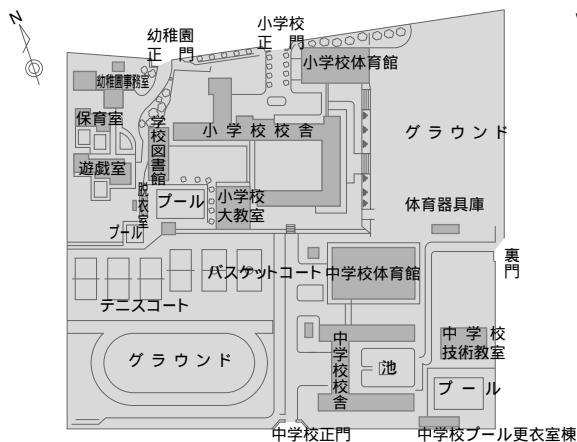 N
幼稚園
正　門
小学校
正　門
小学校体育館
幼稚園事務室
保育室
学校図書館
小 学 校 校 舎
グ ラ ウ ン ド
遊戯室
脱衣室
プール
小学校
大教室
体育器具庫
プール
裏門
バスケットコート
中学校体育館
テニスコート
グ ラ ウ ン ド
中学校校舎
池
中 学 校
技術教室
プ ー ル
中学校正門
中学校プール更衣室棟